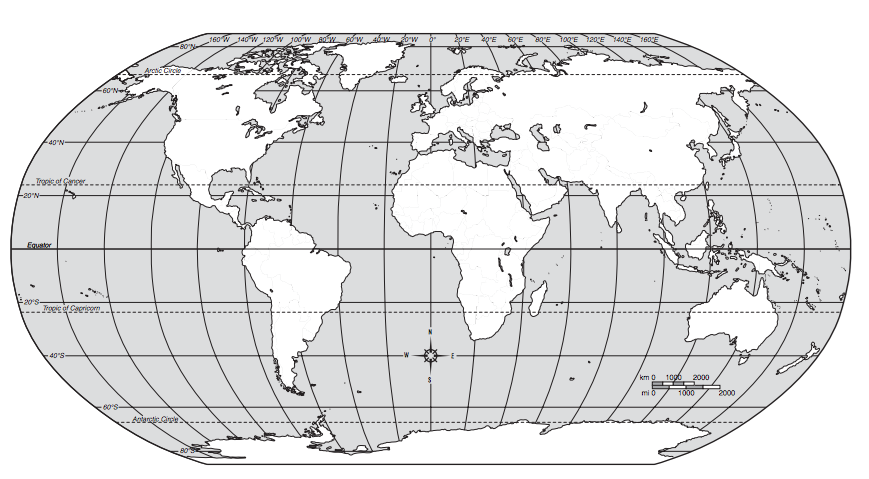 160°W 140°W 120°W 100°W 80°W 60°W 40°W 20°W 0° 20°E 40°E 60°E 80°E 100°E 120°E 140°E 160°E
80°N
Arctic Circle
60°N
40°N
Tropic of Cancer
20°N
Equator
20°S
Tropic of Capricorn
N
W E
40°S
S
km 0 1000 2000
mi 0 1000 2000
60°S
Antarctic Circle
80°S